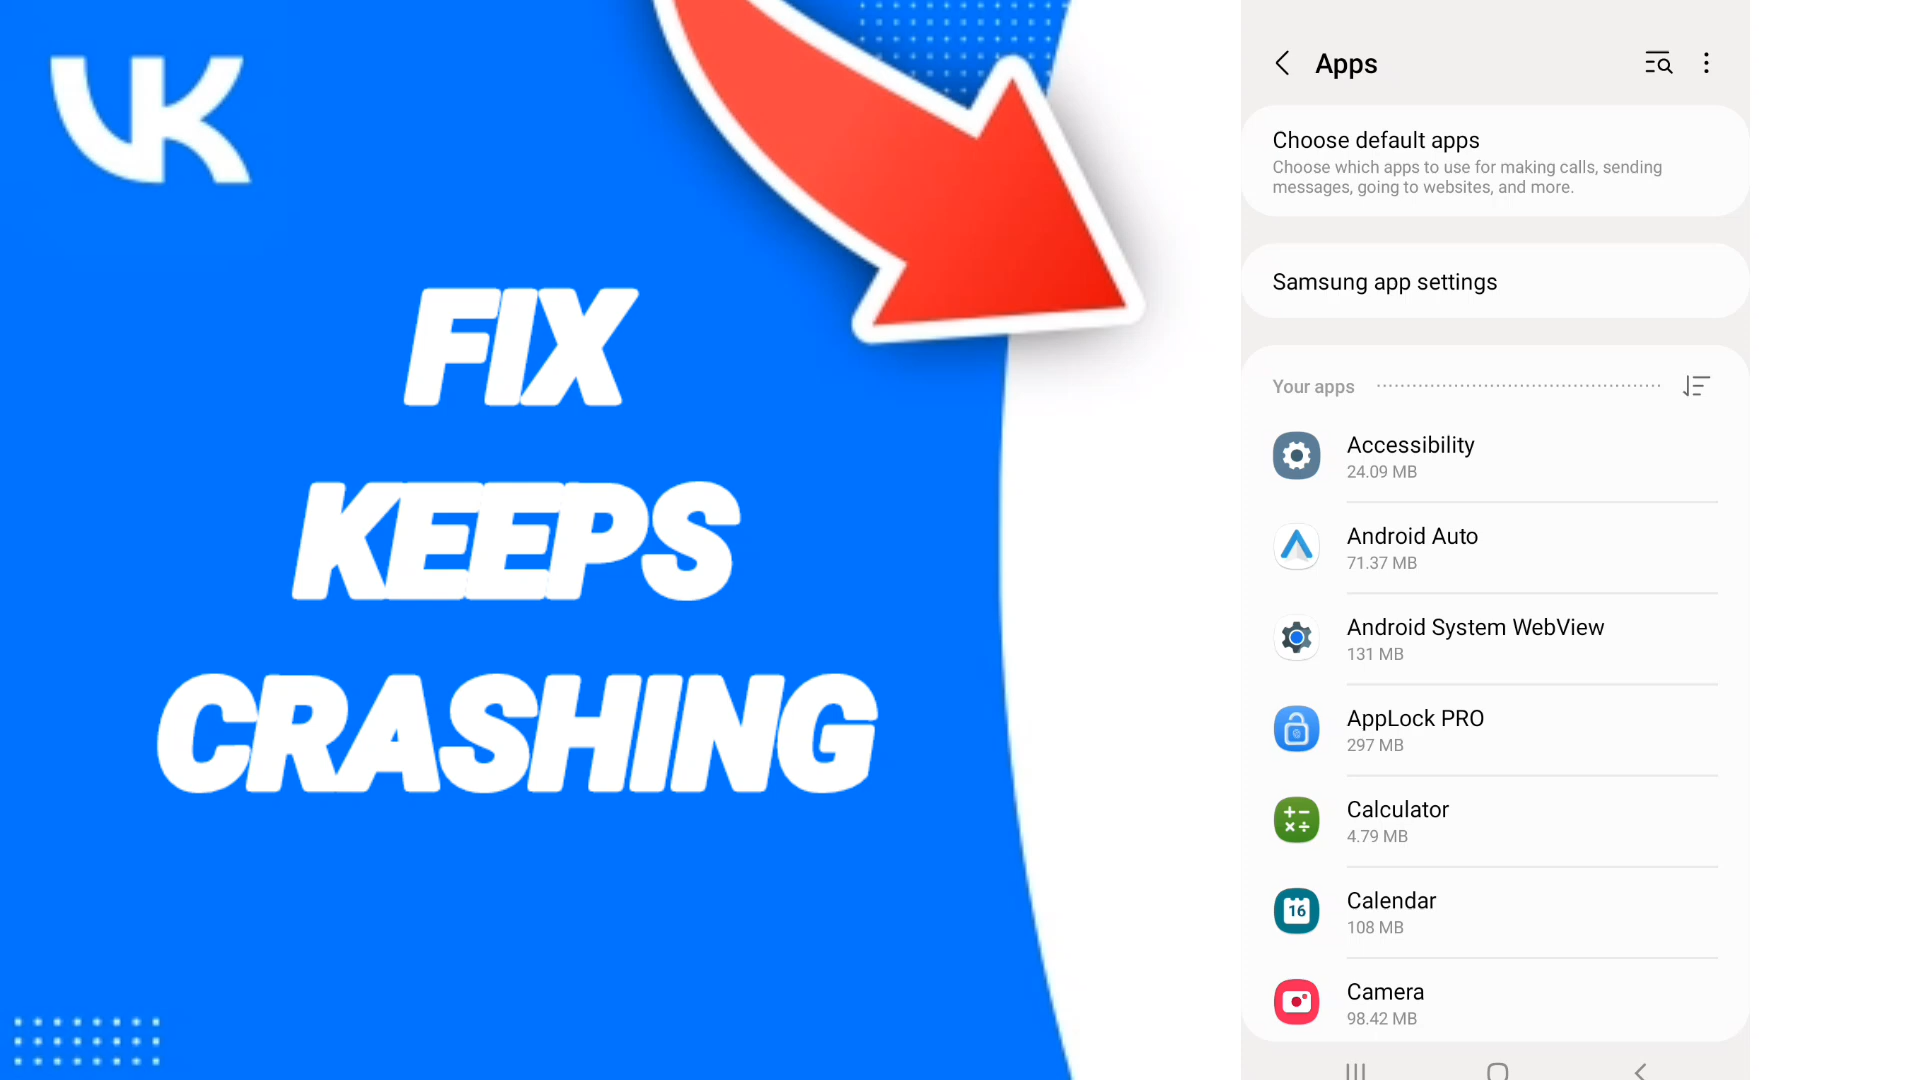 VK
FIX
KEEPS
CRASHING
Apps
Choose default apps
Choose which apps to use for making calls, sending
messages, going to websites, and more.
Samsung app settings
Your apps
Accessibility
24.09 MB
Android Auto
71.37 MB
Android System WebView
131 MB
AppLock PRO
297 MB
Calculator
4.79 MB
16
Calendar
108 MB
Camera
98.42 MB